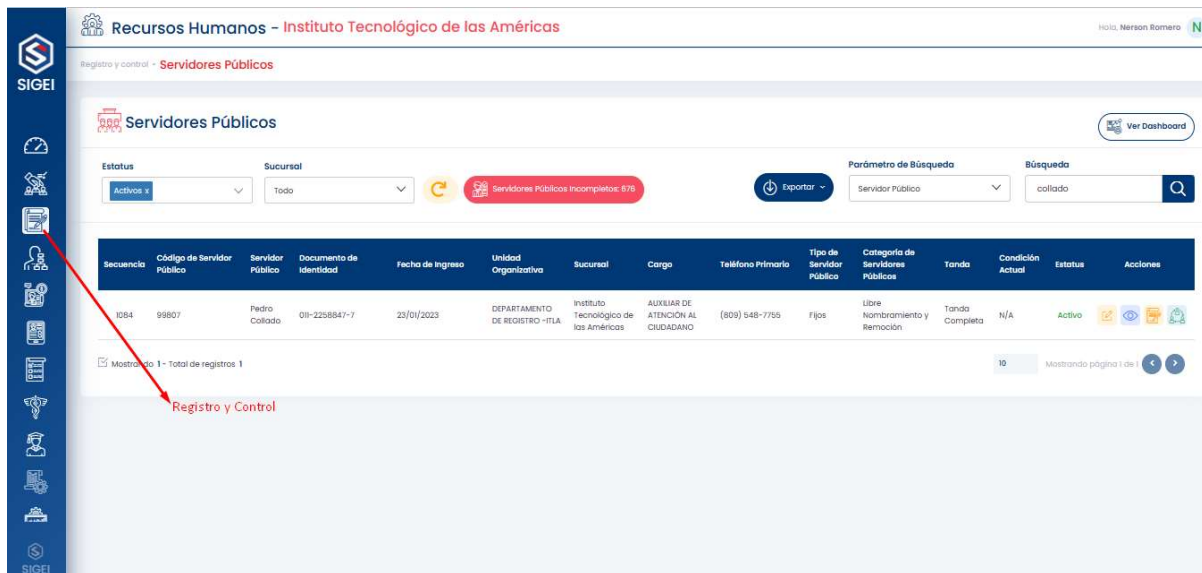 Recursos Humanos - Instituto Tecnológico de las Américas
Hola, Nerson Romero N
SIGEI
Registro y control - Servidores Públicos
Servidores Públicos
Ver Dashboard
Estatus
Sucursal
Parámetro de Búsqueda
Búsqueda
Activos x
Todo
Servidores Públicos Incompletos: 676
Exportar
Servidor Público
collado
Secuencia
Código de Servidor
Público
Servidor
Público
Documento de
Identidad
Fecha de Ingreso
Unidad
Organizativa
Sucursal
Cargo
Teléfono Primario
Tipo de
Servidor
Público
Categoría de
Servidores
Públicos
Tanda
Condición
Actual
Estatus
Acciones
1084
99807
Pedro
Collado
011-2258847-7
23/01/2023
DEPARTAMENTO
DE REGISTRO -ITLA
Instituto
Tecnológico de
las Américas
AUXILIAR DE
ATENCIÓN AL
CIUDADANO
(809) 548-7755
Fijos
Libre
Nombramiento y
Remoción
Tanda
Completa
N/A
Activo
Mostrando 1 - Total de registros 1
10
Mostrando página 1 de 1
Registro y Control
SIGEI